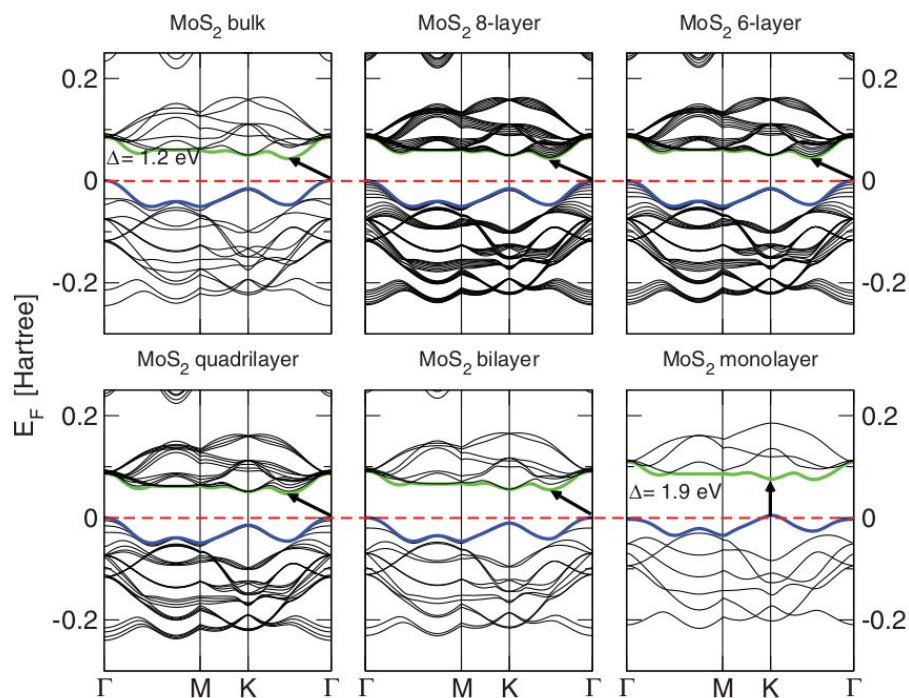 MoS₂ bulk
MoS₂ 8-layer
MoS₂ 6-layer
0.2
0
-0.2
Δ = 1.2 eV
0.2
0
-0.2
MoS₂ quadrilayer
MoS₂ bilayer
MoS₂ monolayer
E_F [Hartree]
0.2
0
-0.2
Δ= 1.9 eV
0.2
0
-0.2
Γ M K Γ
Γ M K Γ
Γ M K Γ